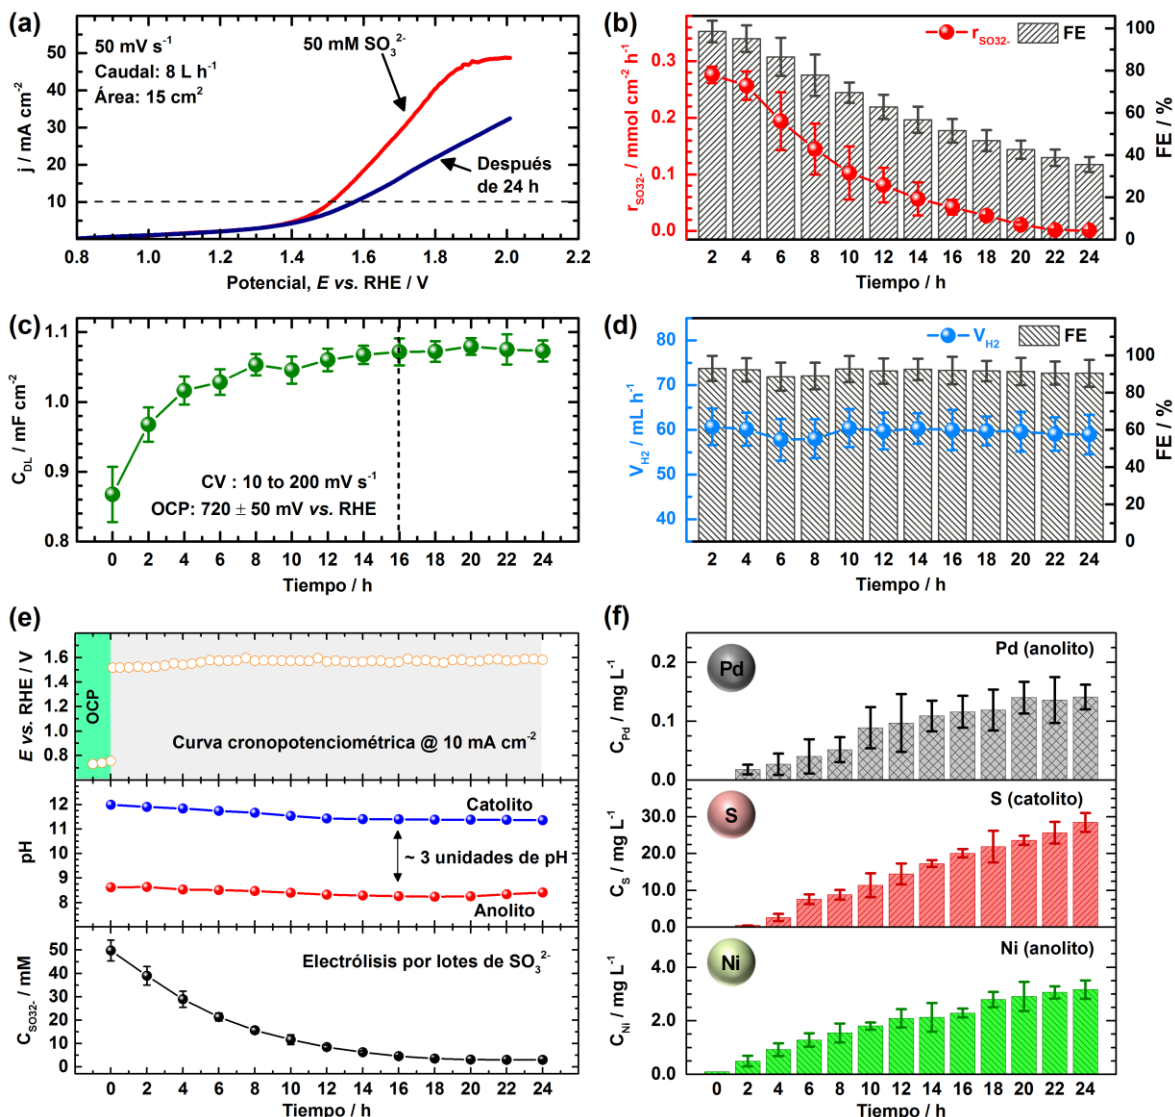 (a)
50 mV s⁻¹
Caudal: 8 L h⁻¹
Área: 15 cm²
50 mM SO₃²⁻
Después
de 24 h
j / mA cm⁻²
50
40
30
20
10
0.8 1.0 1.2 1.4 1.6 1.8 2.0 2.2
Potencial, E vs. RHE / V
(b)
r_SO32- FE
r_SO32- / mmol cm⁻² h⁻¹
0.3
0.2
0.1
0.0
FE / %
100
80
60
40
20
0
2 4 6 8 10 12 14 16 18 20 22 24
Tiempo / h
(c)
C_DL / mF cm⁻²
1.1
1.0
0.9
0.8
CV : 10 to 200 mV s⁻¹
OCP: 720 ± 50 mV vs. RHE
0 2 4 6 8 10 12 14 16 18 20 22 24
Tiempo / h
(d)
V_H2 FE
V_H2 / mL h⁻¹
80
70
60
50
40
FE / %
100
80
60
40
20
0
2 4 6 8 10 12 14 16 18 20 22 24
Tiempo / h
(e)
E vs. RHE / V
1.6
1.4
1.2
1.0
0.8
OCP
Curva cronopotenciométrica @ 10 mA cm⁻²
pH
12
11
10
9
8
Catolito
~ 3 unidades de pH
Anolito
C_SO32- / mM
50
40
30
20
10
0
Electrólisis por lotes de SO₃²⁻
0 2 4 6 8 10 12 14 16 18 20 22 24
Tiempo / h
(f)
Pd
Pd (anolito)
C_Pd / mg L⁻¹
0.2
0.1
0.0
S
S (catolito)
C_S / mg L⁻¹
30.0
20.0
10.0
0.0
Ni
Ni (anolito)
C_Ni / mg L⁻¹
4.0
2.0
0.0
0 2 4 6 8 10 12 14 16 18 20 22 24
Tiempo / h